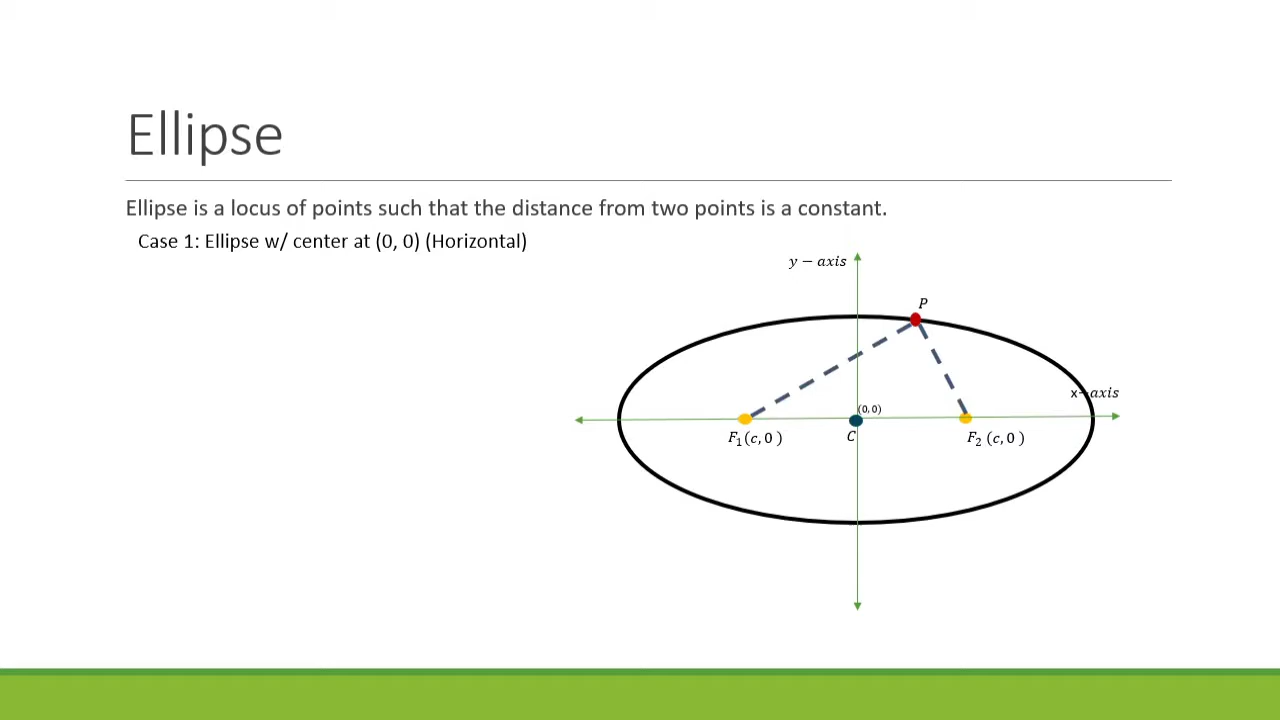 Ellipse
Ellipse is a locus of points such that the distance from two points is a constant.
Case 1: Ellipse w/ center at (0, 0) (Horizontal)
y − axis
P
x− axis
(0, 0)
F₁(c, 0 )
C
F₂ (c, 0 )